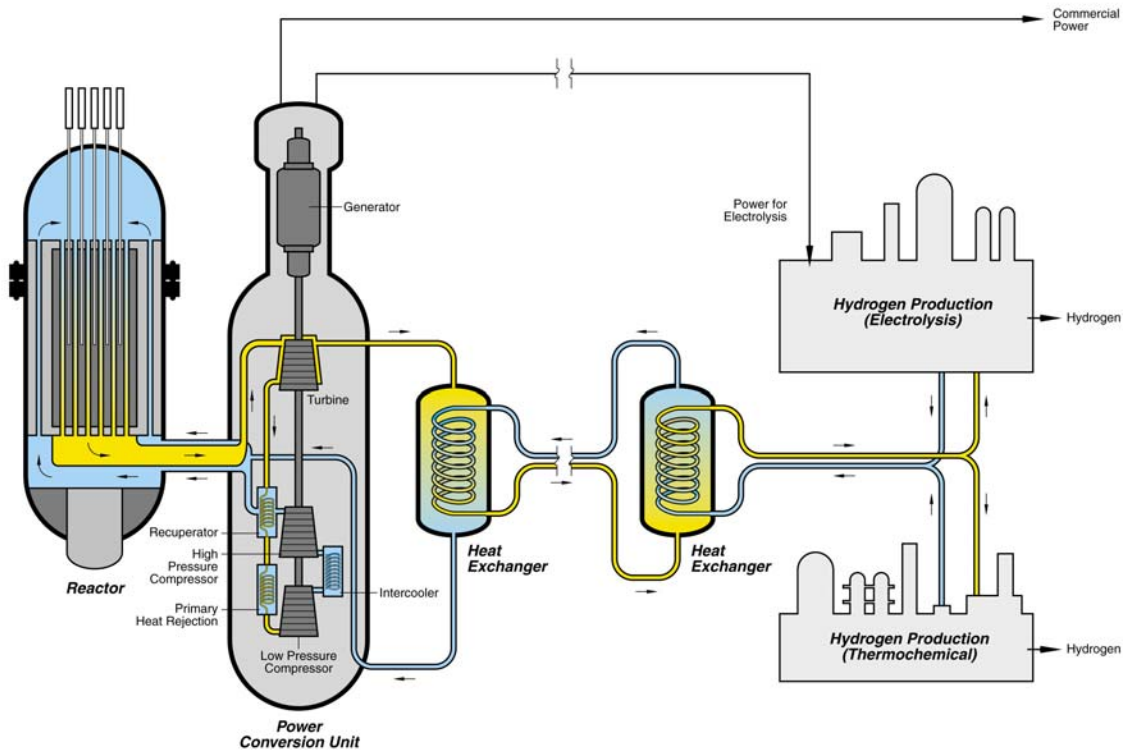 Commercial
Power
Generator
Power for
Electrolysis
Hydrogen Production
(Electrolysis)
Hydrogen
Turbine
Recuperator
High
Pressure
Compressor
Intercooler
Primary
Heat Rejection
Low Pressure
Compressor
Reactor
Heat
Exchanger
Heat
Exchanger
Hydrogen Production
(Thermochemical)
Hydrogen
Power
Conversion Unit